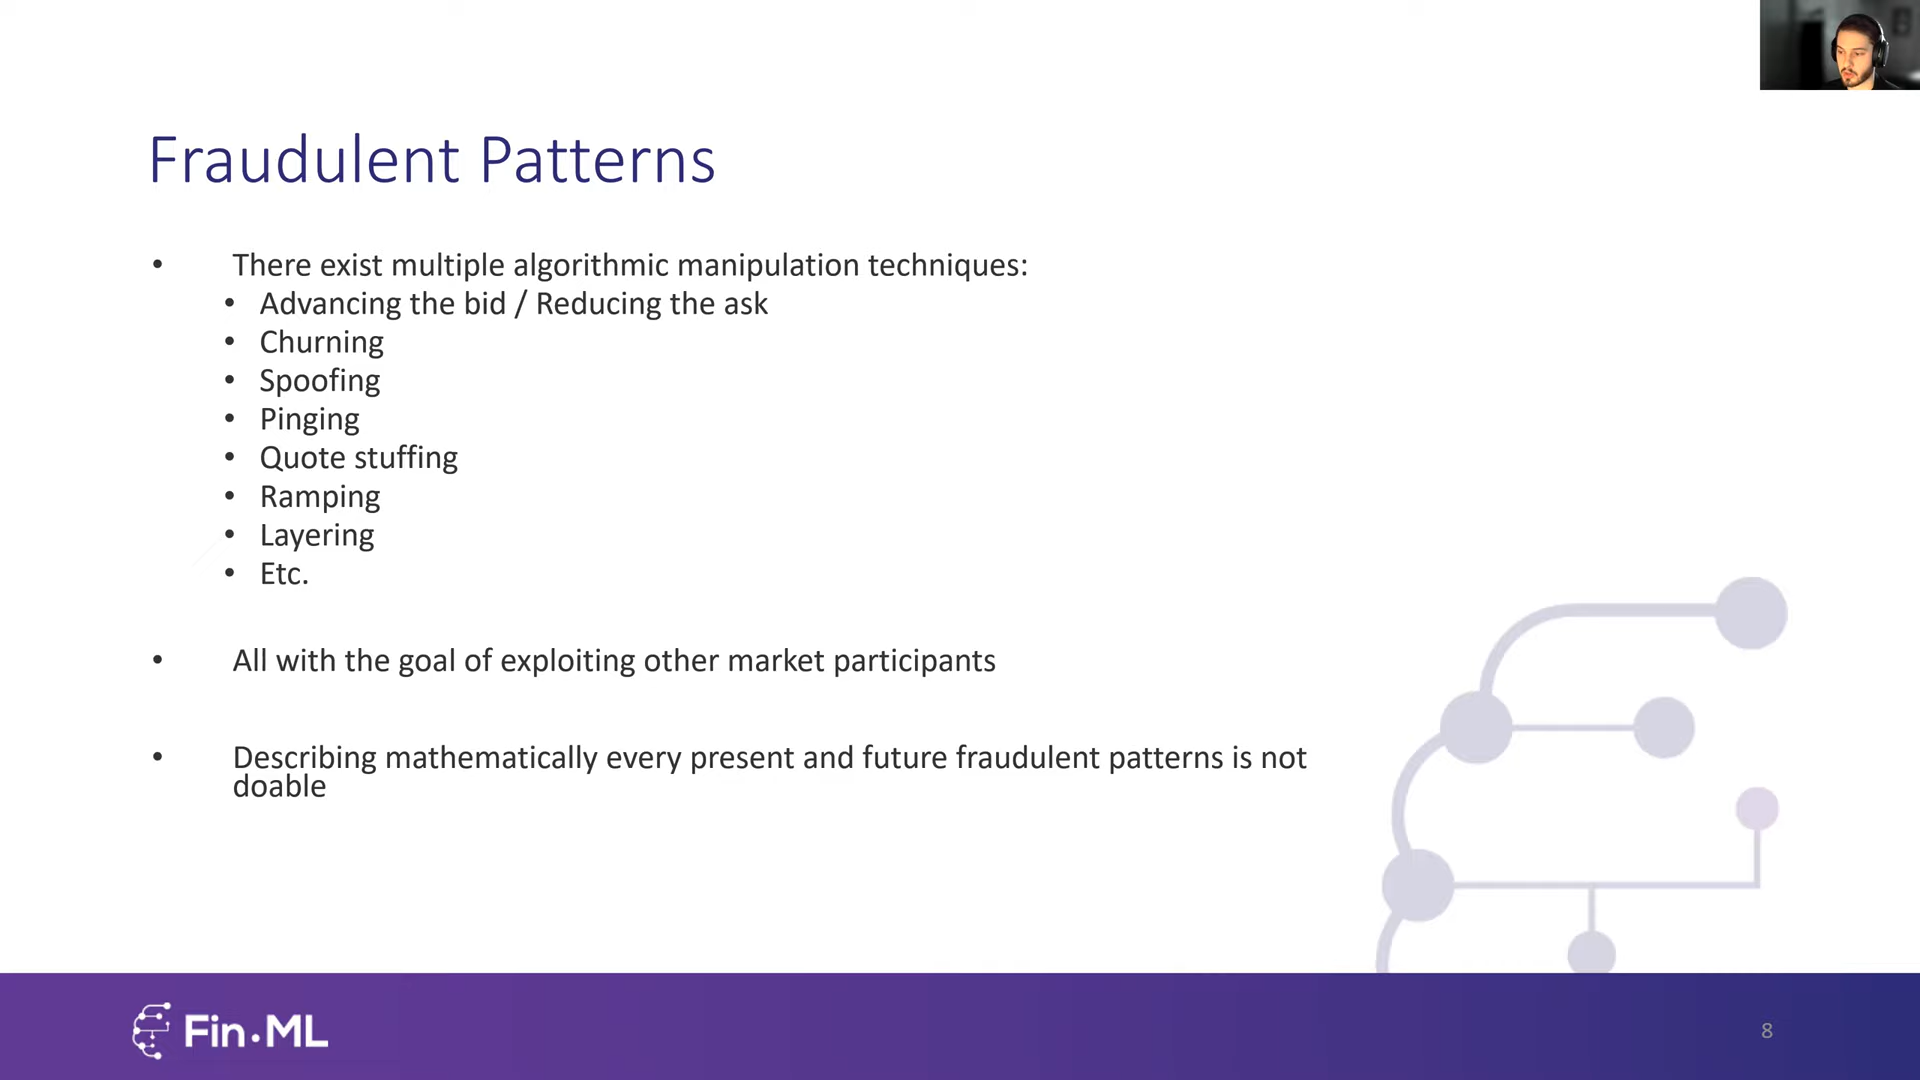 Fraudulent Patterns
• There exist multiple algorithmic manipulation techniques:
• Advancing the bid / Reducing the ask
• Churning
• Spoofing
• Pinging
• Quote stuffing
• Ramping
• Layering
• Etc.
• All with the goal of exploiting other market participants
• Describing mathematically every present and future fraudulent patterns is not
doable
Fin·ML
8